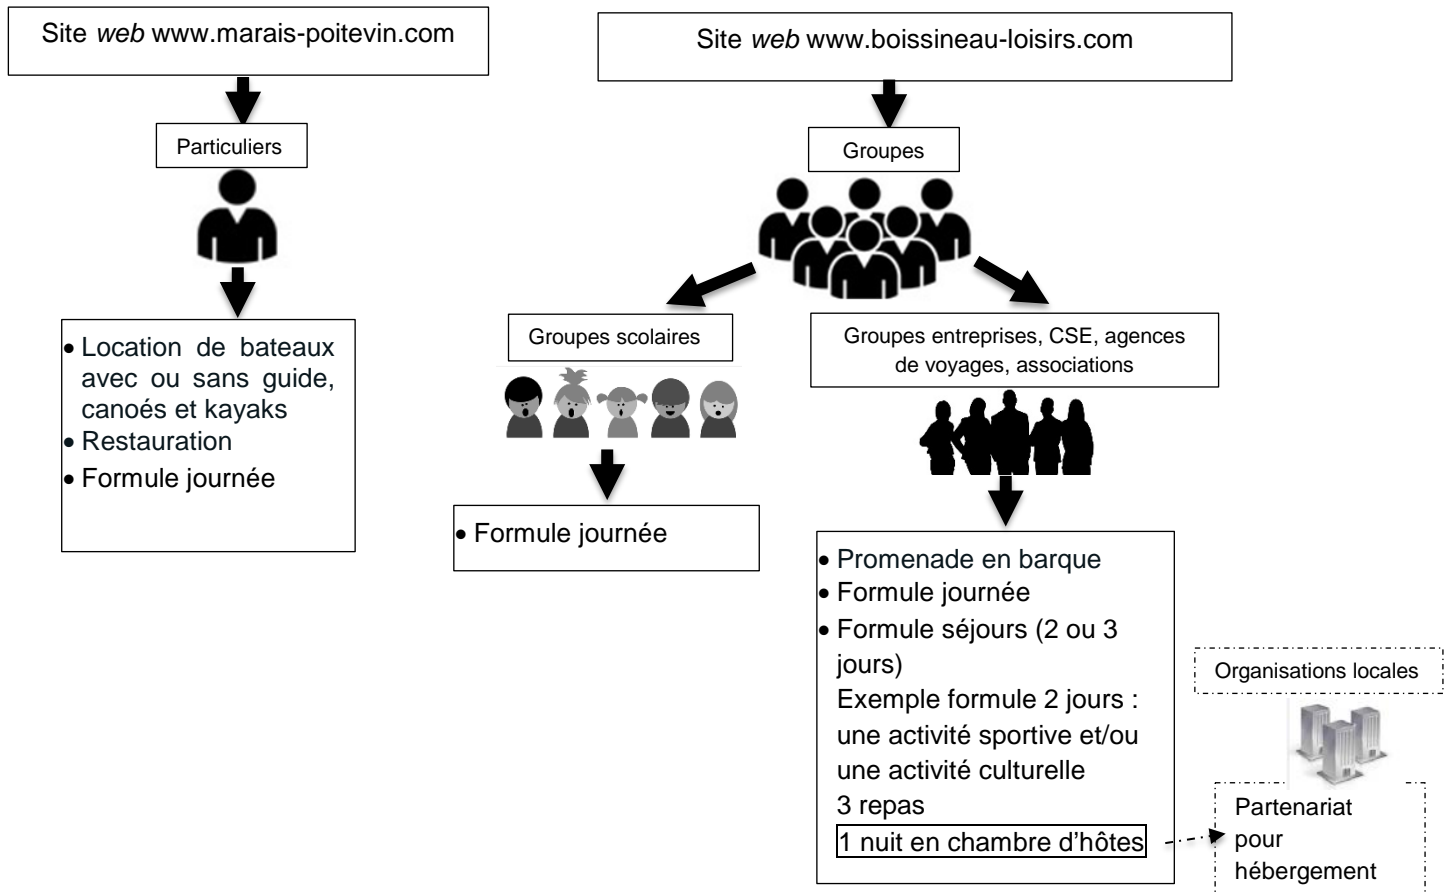 Site web www.marais-poitevin.com
Site web www.boissineau-loisirs.com
Particuliers
Groupes
• Location de bateaux
avec ou sans guide,
canoés et kayaks
• Restauration
• Formule journée
Groupes scolaires
• Formule journée
Groupes entreprises, CSE, agences
de voyages, associations
• Promenade en barque
• Formule journée
• Formule séjours (2 ou 3
jours)
Exemple formule 2 jours :
une activité sportive et/ou
une activité culturelle
3 repas
1 nuit en chambre d'hôtes
Organisations locales
Partenariat
pour
hébergement